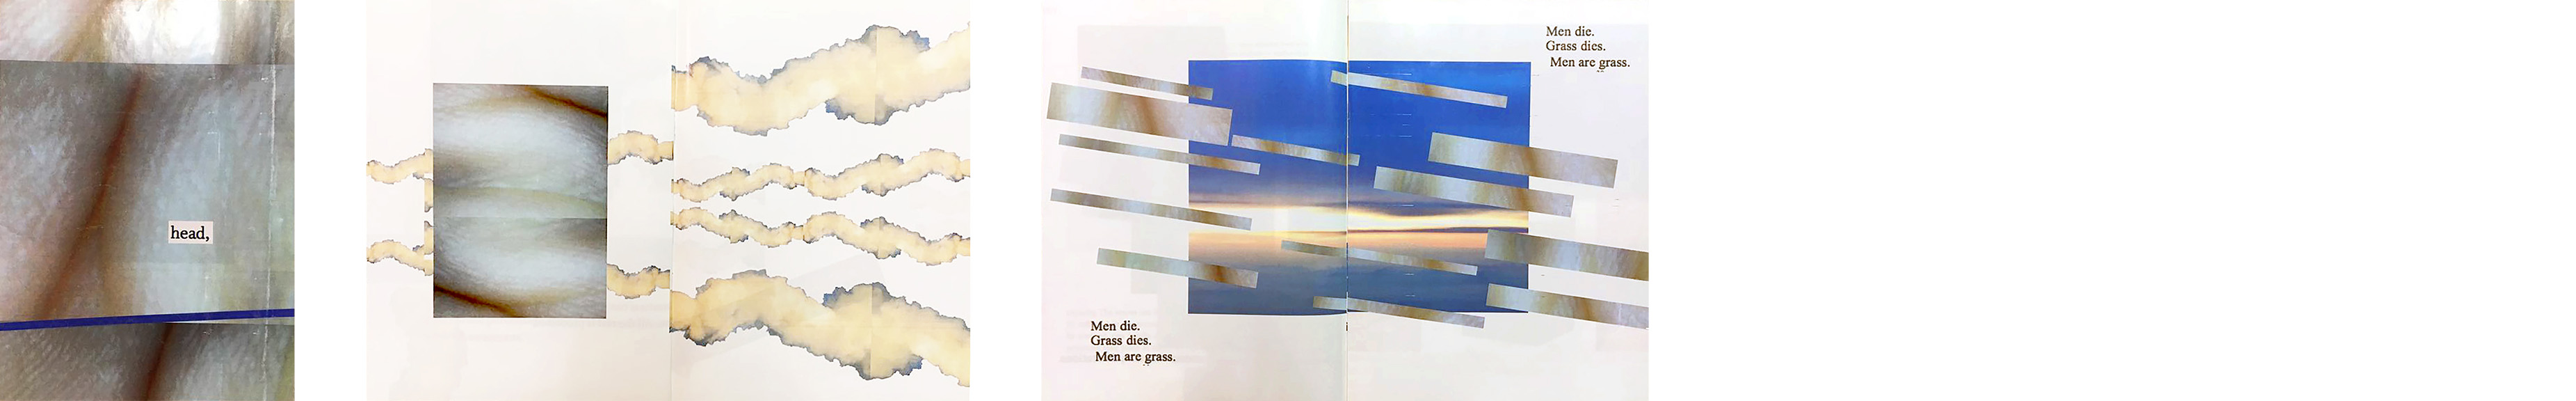 head,
Men die.
Grass dies.
Men are grass.
Men die.
Grass dies.
Men are grass.